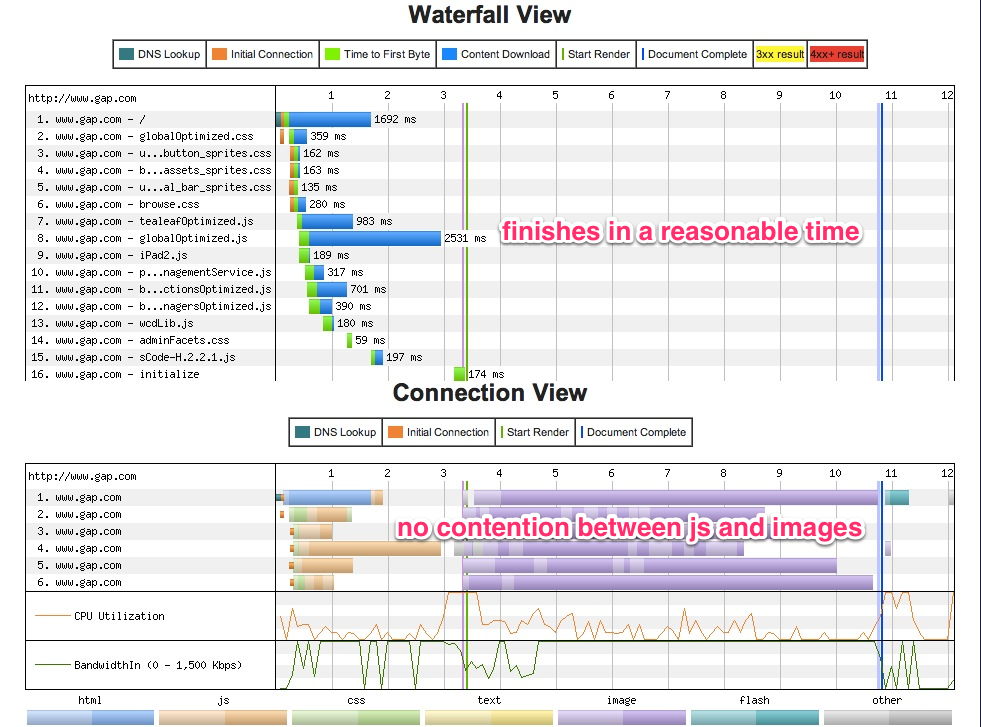 Waterfall View
DNS Lookup Initial Connection Time to First Byte Content Download Start Render Document Complete 3xx result 4xx+ result
http://www.gap.com 1 2 3 4 5 6 7 8 9 10 11 12
1. www.gap.com - / 1692 ms
2. www.gap.com - globalOptimized.css 359 ms
3. www.gap.com - u...button_sprites.css 162 ms
4. www.gap.com - b...assets_sprites.css 163 ms
5. www.gap.com - u...al_bar_sprites.css 135 ms
6. www.gap.com - browse.css 280 ms
7. www.gap.com - tealeafOptimized.js 983 ms
8. www.gap.com - globalOptimized.js 2531 ms finishes in a reasonable time
9. www.gap.com - iPad2.js 189 ms
10. www.gap.com - p...nagementService.js 317 ms
11. www.gap.com - b...ctionsOptimized.js 701 ms
12. www.gap.com - b...nagersOptimized.js 390 ms
13. www.gap.com - wcdLib.js 180 ms
14. www.gap.com - adminFacets.css 59 ms
15. www.gap.com - sCode-H.2.2.1.js 197 ms
16. www.gap.com - initialize 174 ms
Connection View
DNS Lookup Initial Connection Start Render Document Complete
http://www.gap.com 1 2 3 4 5 6 7 8 9 10 11 12
1. www.gap.com
2. www.gap.com
3. www.gap.com no contention between js and images
4. www.gap.com
5. www.gap.com
6. www.gap.com
CPU Utilization
BandwidthIn (0 - 1,500 Kbps)
html js css text image flash other